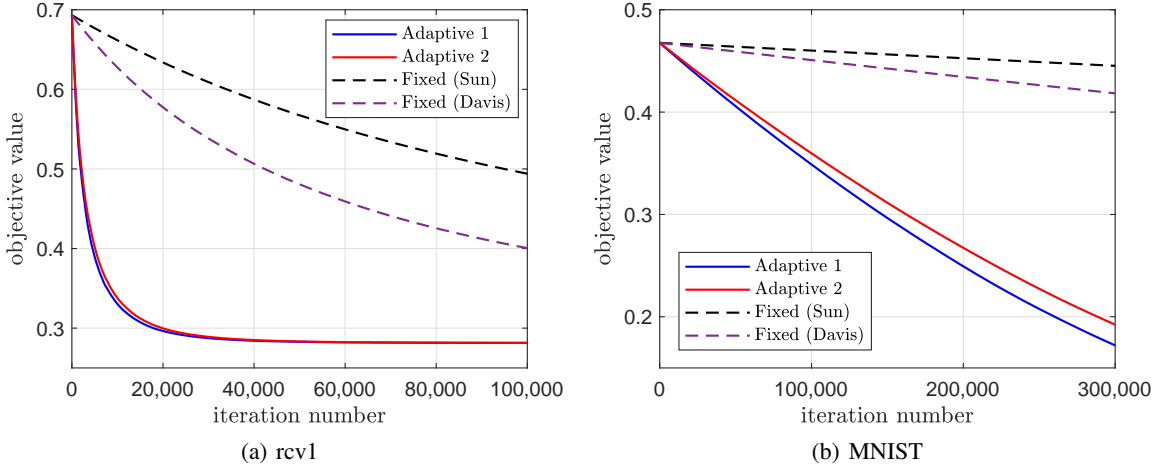 0.7
0.6
0.5
0.4
0.3
objective value
0
20,000
40,000
60,000
80,000
100,000
iteration number
Adaptive 1
Adaptive 2
Fixed (Sun)
Fixed (Davis)
(a) rcv1
0.5
0.4
0.3
0.2
objective value
0
100,000
200,000
300,000
iteration number
Adaptive 1
Adaptive 2
Fixed (Sun)
Fixed (Davis)
(b) MNIST